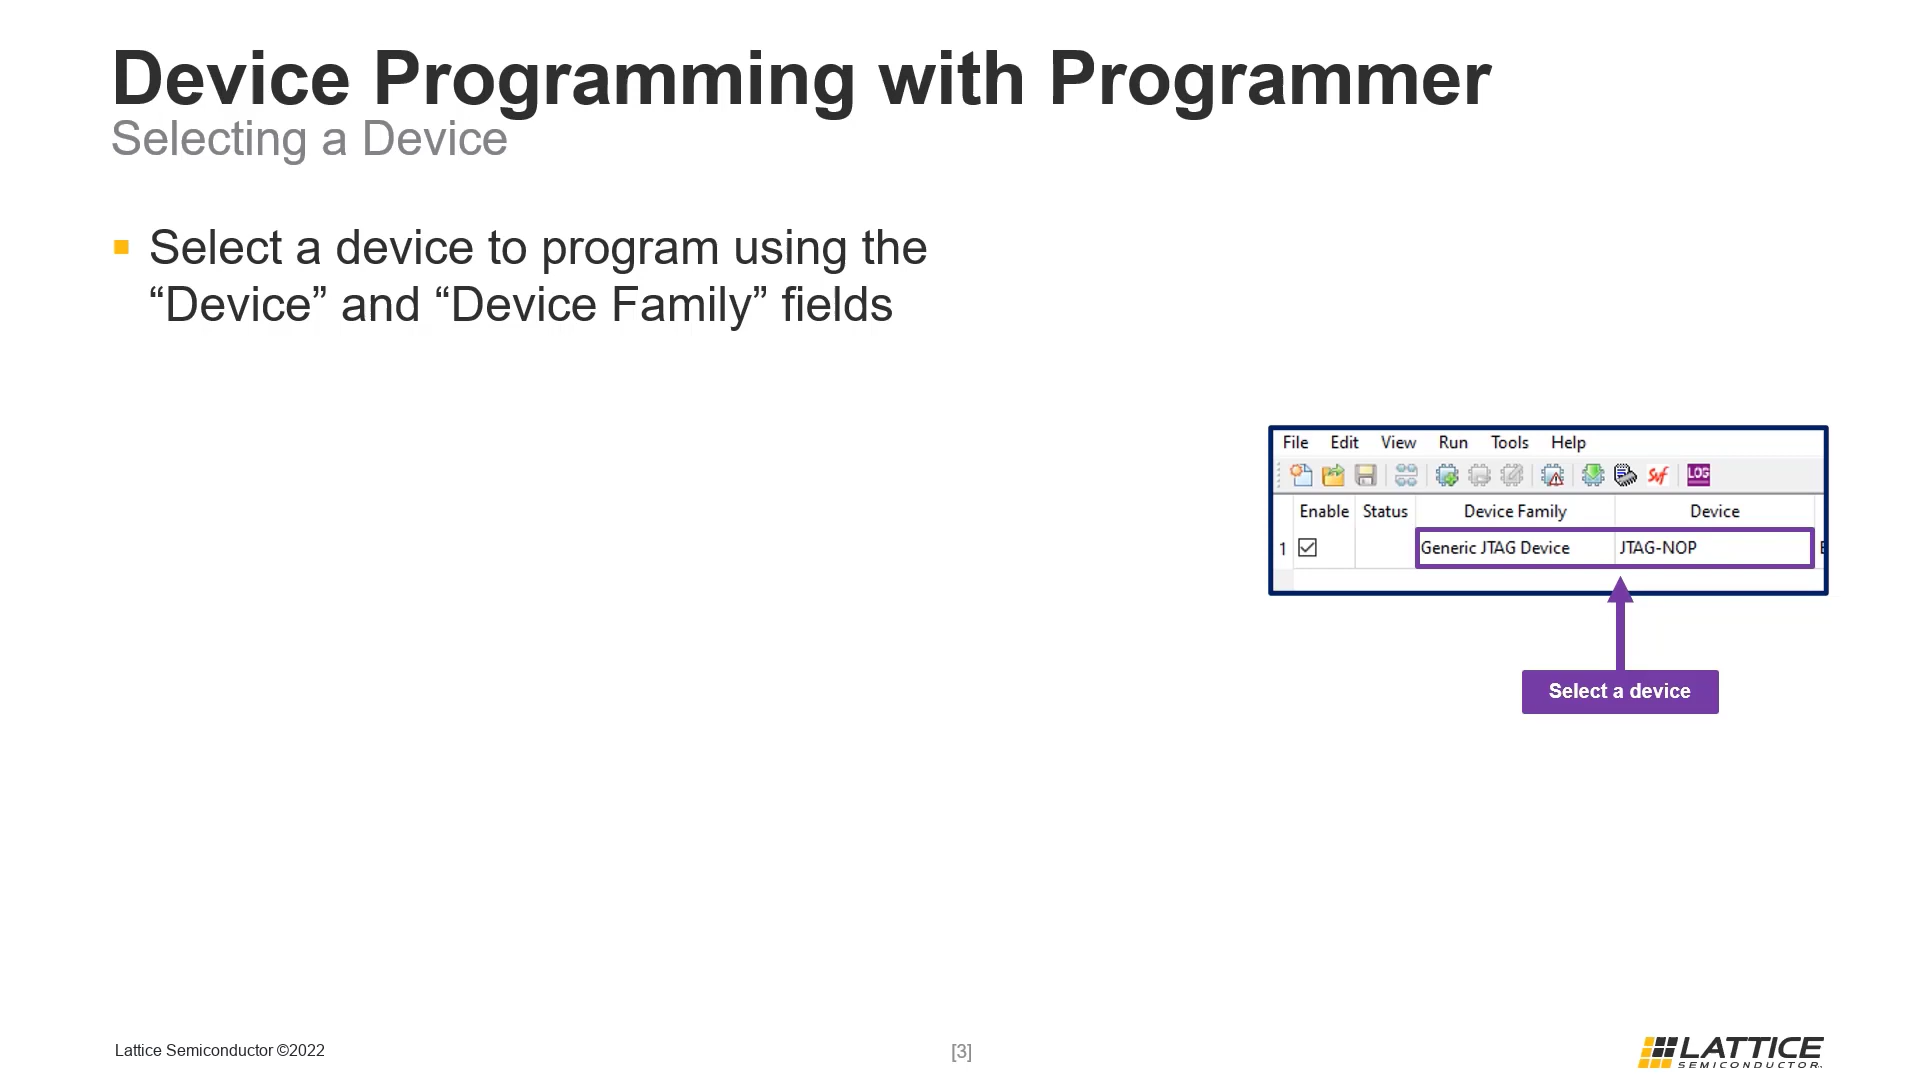 Device Programming with Programmer
Selecting a Device
Select a device to program using the
“Device” and “Device Family” fields
File Edit View Run Tools Help
Svf LOG
Enable Status Device Family Device
1 Generic JTAG Device JTAG-NOP
Select a device
Lattice Semiconductor ©2022
[3]
LATTICE
SEMICONDUCTOR